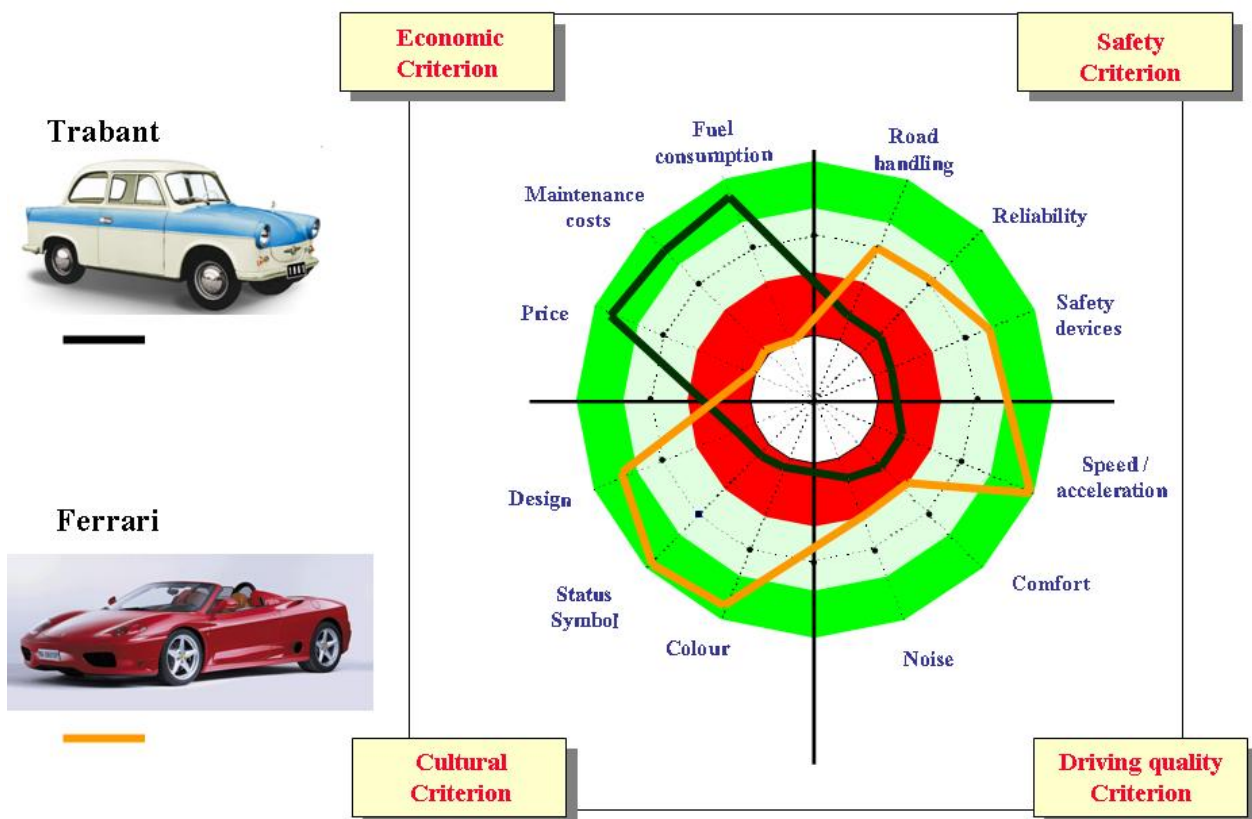 Economic
Criterion
Safety
Criterion
Trabant
Fuel
consumption
Road
handling
Maintenance
costs
Reliability
Price
Safety
devices
Design
Speed /
acceleration
Ferrari
Status
Symbol
Comfort
Colour
Noise
Cultural
Criterion
Driving quality
Criterion